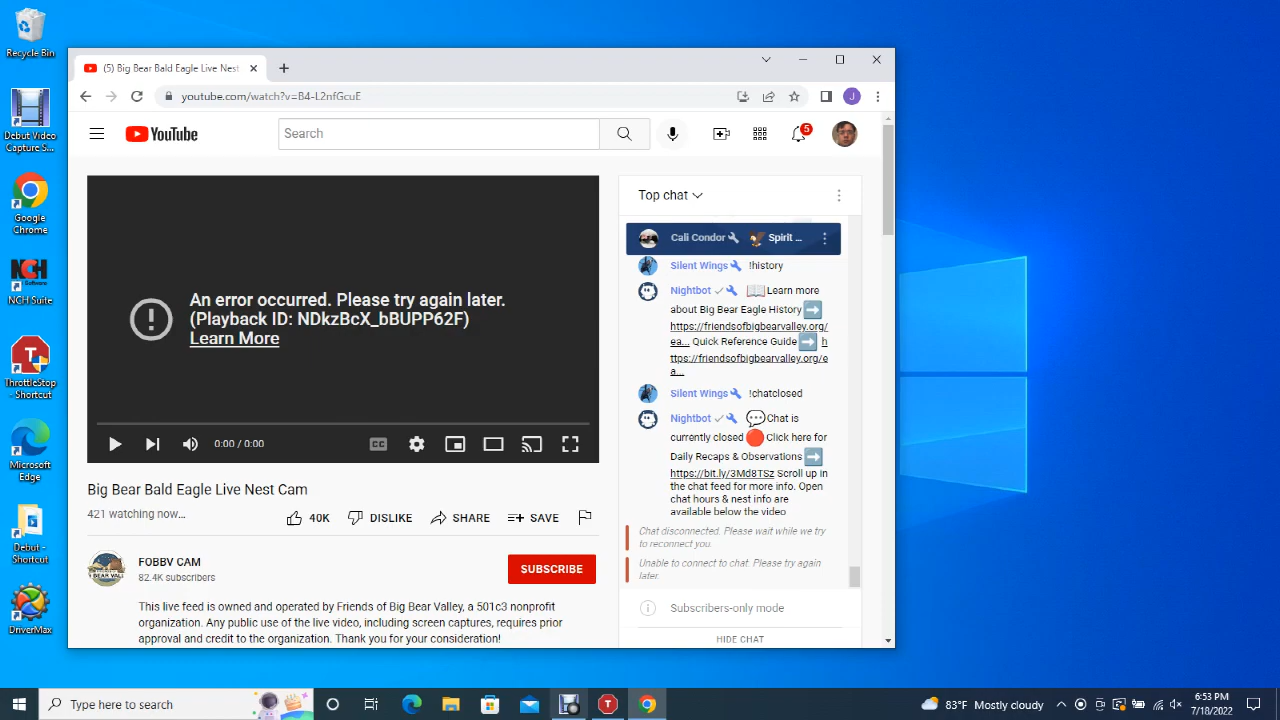 Recycle Bin
Debut Video
Capture S...
Google
Chrome
NCH
Software
NCH Suite
ThrottleStop
- Shortcut
Microsoft
Edge
Debut -
Shortcut
DriverMax
(5) Big Bear Bald Eagle Live Nest
youtube.com/watch?v=B4-L2nfGcuE
J
YouTube
Search
5
An error occurred. Please try again later.
(Playback ID: NDkzBcX_bBUPP62F)
Learn More
0:00 / 0:00
CC
Big Bear Bald Eagle Live Nest Cam
421 watching now...
40K
DISLIKE
SHARE
SAVE
FOBBV CAM
82.4K subscribers
SUBSCRIBE
This live feed is owned and operated by Friends of Big Bear Valley, a 501c3 nonprofit
organization. Any public use of the live video, including screen captures, requires prior
approval and credit to the organization. Thank you for your consideration!
Top chat
Cali Condor Spirit ...
Silent Wings !history
Nightbot Learn more
about Big Bear Eagle History
https://friendsofbigbearvalley.org/
ea... Quick Reference Guide h
ttps://friendsofbigbearvalley.org/e
a...
Silent Wings !chatclosed
Nightbot Chat is
currently closed Click here for
Daily Recaps & Observations
https://bit.ly/3Md8TSz Scroll up in
the chat feed for more info. Open
chat hours & nest info are
available below the video
Chat disconnected. Please wait while we try
to reconnect you.
Unable to connect to chat. Please try again
later.
Subscribers-only mode
HIDE CHAT
Type here to search
T
83°F Mostly cloudy
6:53 PM
7/18/2022